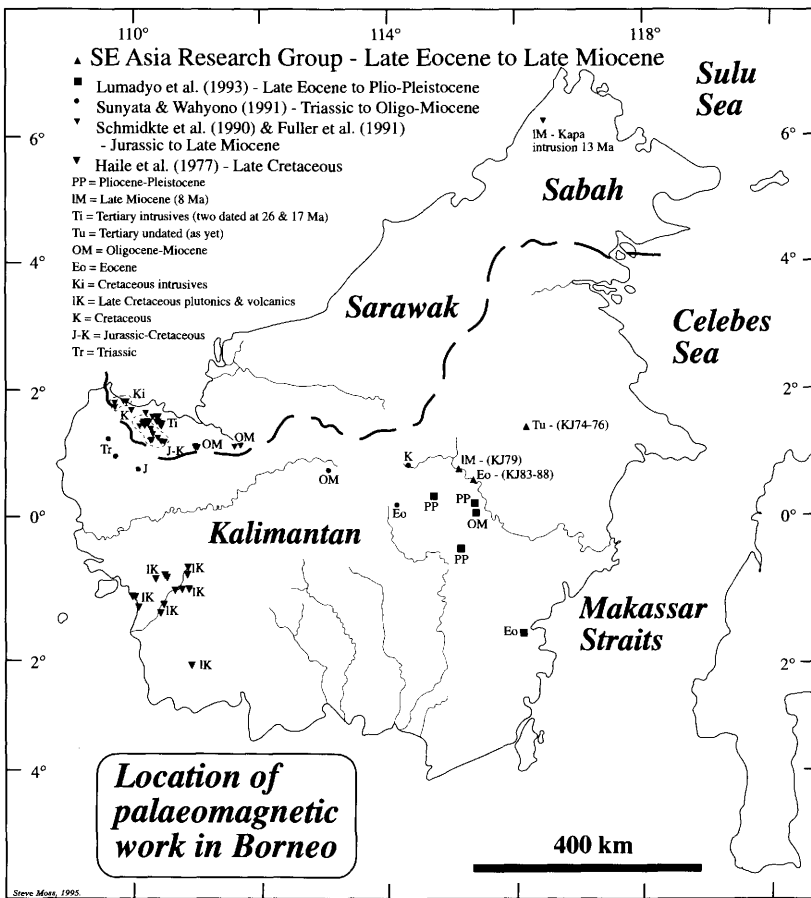 110° 114° 118°
▲ SE Asia Research Group - Late Eocene to Late Miocene
■ Lumadyo et al. (1993) - Late Eocene to Plio-Pleistocene
● Sunyata & Wahyono (1991) - Triassic to Oligo-Miocene
▼ Schmidkte et al. (1990) & Fuller et al. (1991)
- Jurassic to Late Miocene
▼ Haile et al. (1977) - Late Cretaceous
PP = Pliocene-Pleistocene
lM = Late Miocene (8 Ma)
Ti = Tertiary intrusives (two dated at 26 & 17 Ma)
Tu = Tertiary undated (as yet)
OM = Oligocene-Miocene
Eo = Eocene
Ki = Cretaceous intrusives
lK = Late Cretaceous plutonics & volcanics
K = Cretaceous
J-K = Jurassic-Cretaceous
Tr = Triassic
Sulu
Sea
lM - Kapa
intrusion 13 Ma
6° 6°
Sabah
4° 4°
Sarawak
Celebes
Sea
2° 2°
Ki
K
Ti
Tr
J
J-K
OM
OM
OM
K
Tu - (KJ74-76)
lM - (KJ79)
Eo - (KJ83-88)
PP
PP
OM
Eo
PP
0° 0°
Kalimantan
lK
lK
lK
lK
lK
lK
Makassar
Straits
Eo
2° 2°
4° 4°
Location of
palaeomagnetic
work in Borneo
400 km
110° 114° 118°
Steve Moss, 1995.